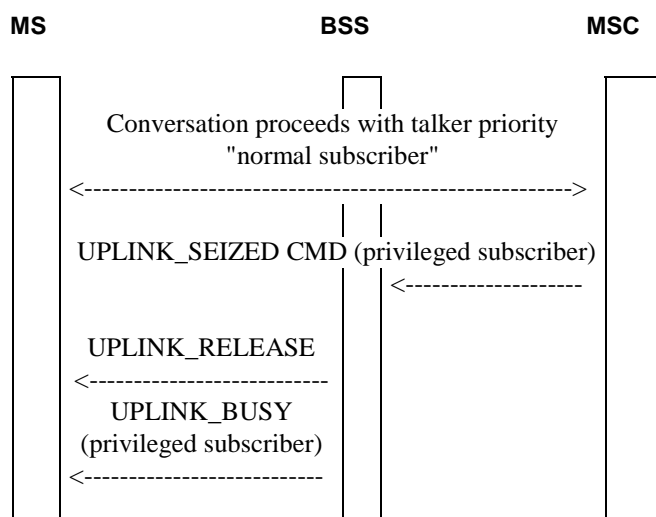 MS BSS MSC
Conversation proceeds with talker priority
"normal subscriber"
<------------------------------------------------------>
UPLINK_SEIZED CMD (privileged subscriber)
<--------------------
UPLINK_RELEASE
<---------------------------
UPLINK_BUSY
(privileged subscriber)
<---------------------------